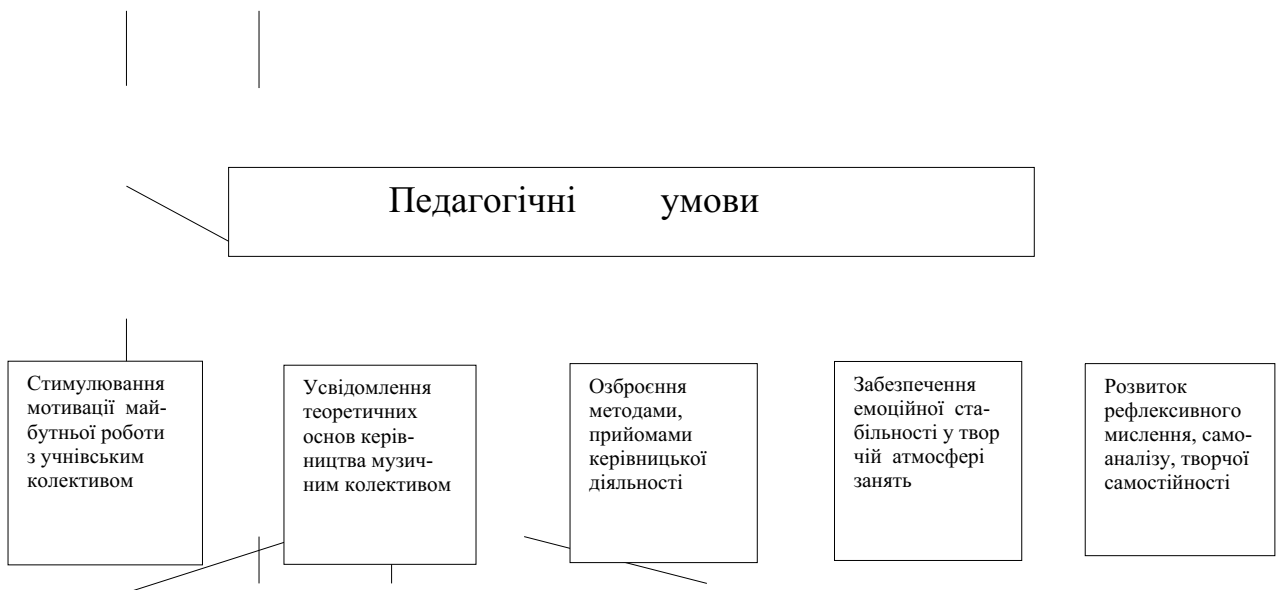 Педагогічні умови
Стимулювання
мотивації май-
бутньої роботи
з учнівським
колективом
Усвідомлення
теоретичних
основ керів-
ництва музич-
ним колективом
Озброєння
методами,
прийомами
керівницької
діяльності
Забезпечення
емоційної ста-
більності у твор
чій атмосфері
занять
Розвиток
рефлексивного
мислення, само-
аналізу, творчої
самостійності